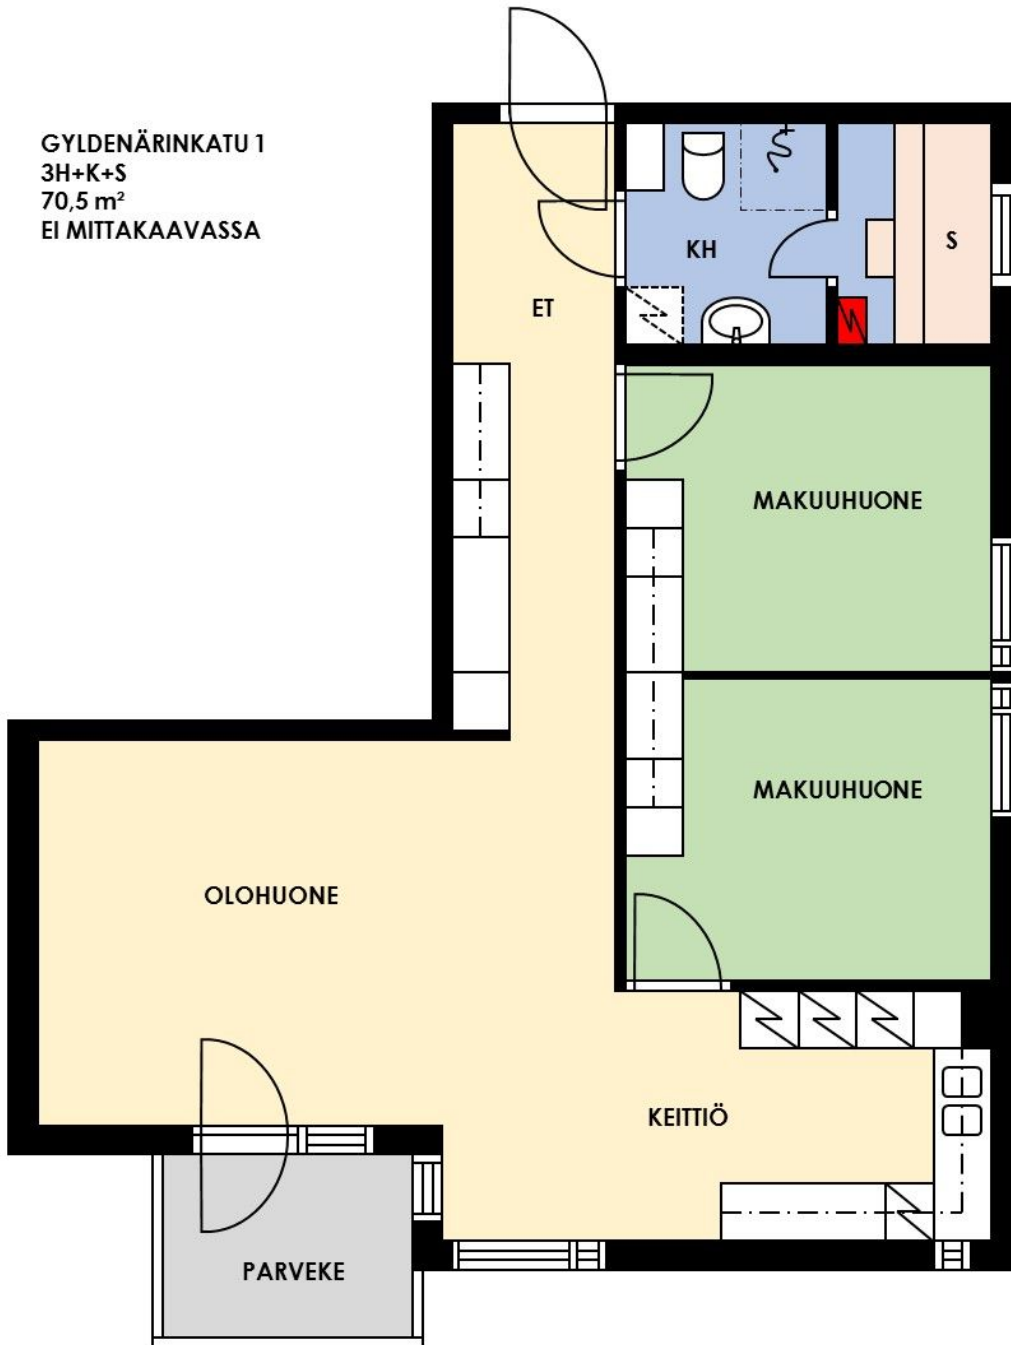 GYLDENÄRINKATU 1
3H+K+S
70,5 m²
EI MITTAKAAVASSA
KH
S
ET
MAKUUHUONE
MAKUUHUONE
OLOHUONE
KEITTIÖ
PARVEKE